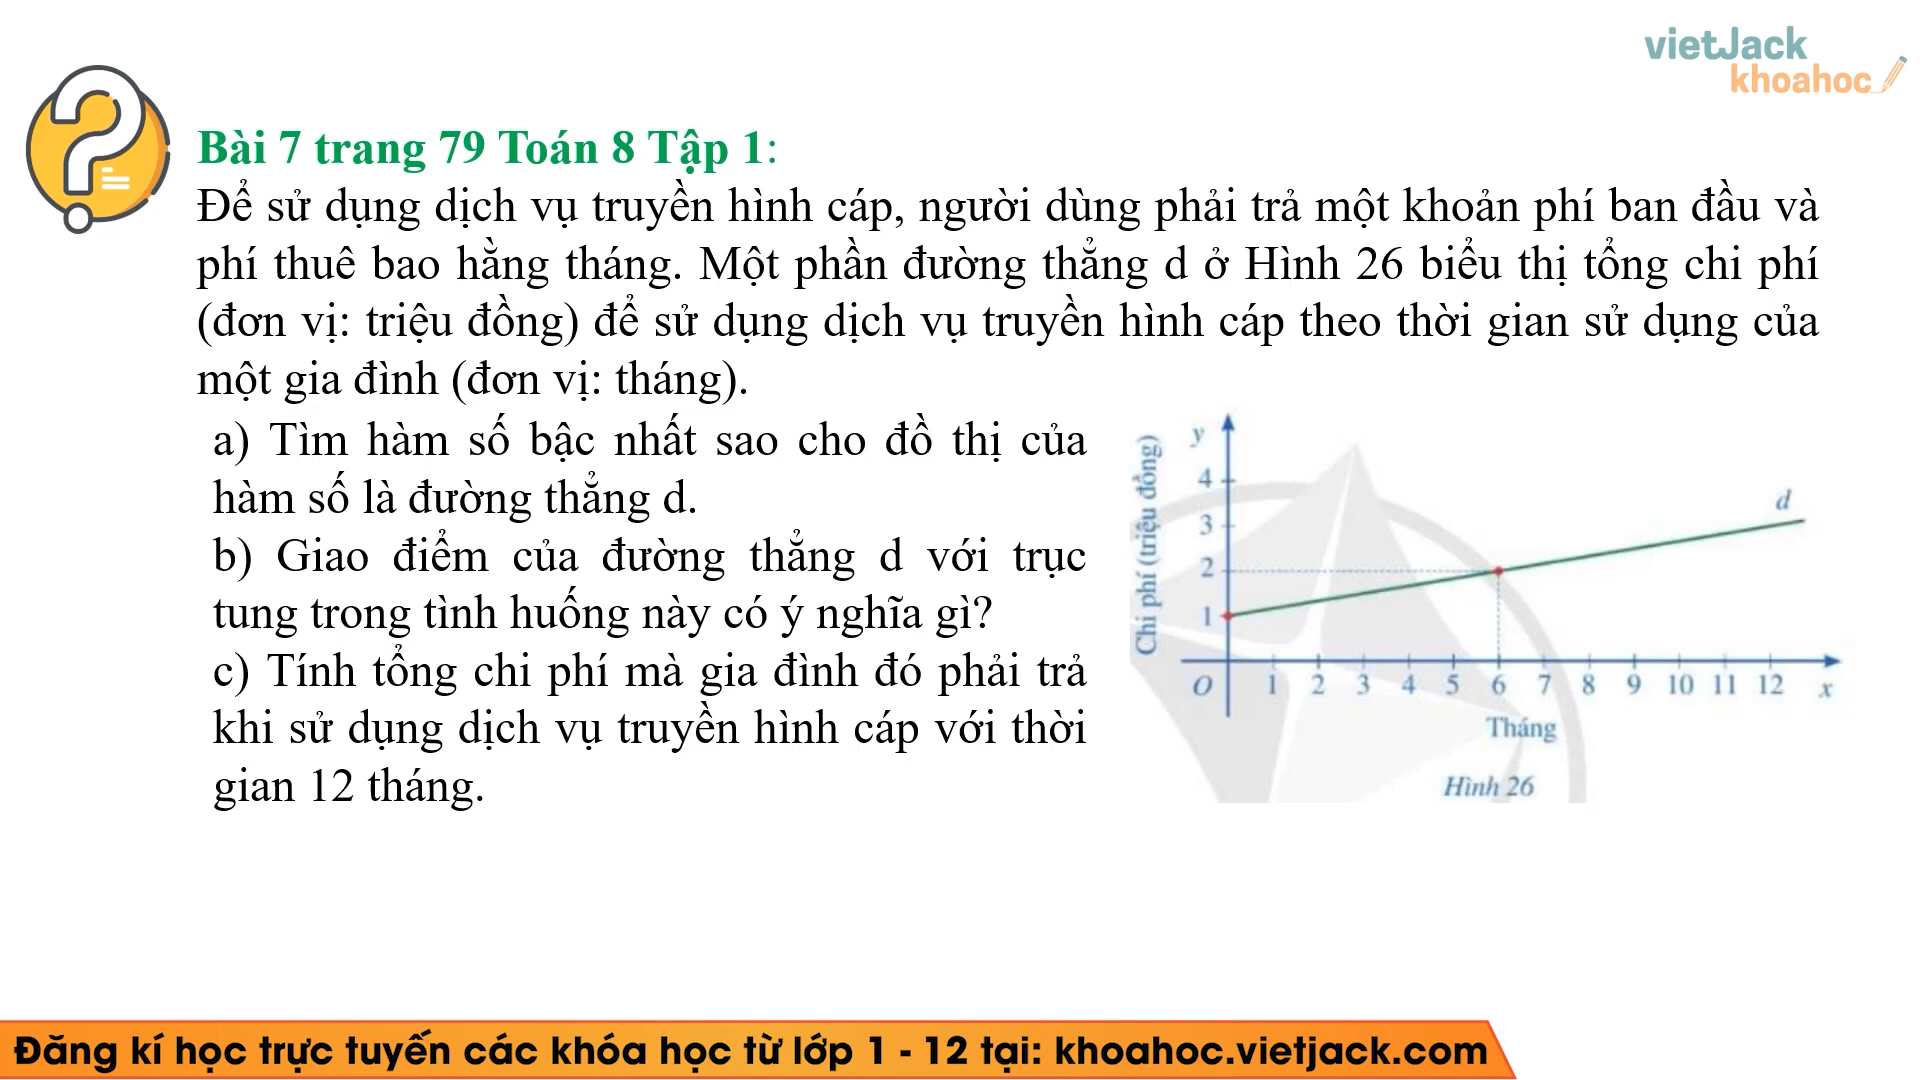 vietJack
khoahoc
Bài 7 trang 79 Toán 8 Tập 1:
Để sử dụng dịch vụ truyền hình cáp, người dùng phải trả một khoản phí ban đầu và
phí thuê bao hằng tháng. Một phần đường thẳng d ở Hình 26 biểu thị tổng chi phí
(đơn vị: triệu đồng) để sử dụng dịch vụ truyền hình cáp theo thời gian sử dụng của
một gia đình (đơn vị: tháng).
a) Tìm hàm số bậc nhất sao cho đồ thị của
hàm số là đường thẳng d.
b) Giao điểm của đường thẳng d với trục
tung trong tình huống này có ý nghĩa gì?
c) Tính tổng chi phí mà gia đình đó phải trả
khi sử dụng dịch vụ truyền hình cáp với thời
gian 12 tháng.
Chi phí (triệu đồng)
y
4
3
2
1
d
O 1 2 3 4 5 6 7 8 9 10 11 12 x
Tháng
Hình 26
Đăng kí học trực tuyến các khóa học từ lớp 1 - 12 tại: khoahoc.vietjack.com